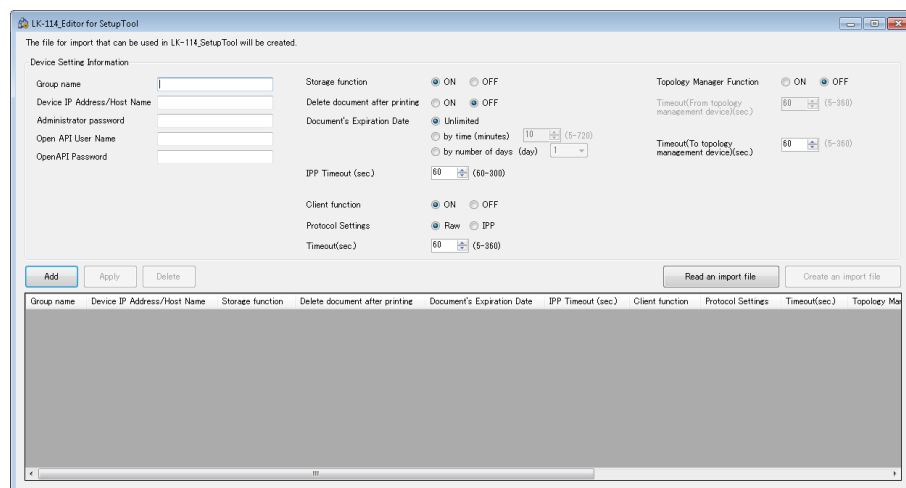 LK-114_Editor for SetupTool
The file for import that can be used in LK-114_SetupTool will be created.
Device Setting Information
Group name
Device IP Address/Host Name
Administrator password
Open API User Name
OpenAPI Password
Storage function ON OFF
Delete document after printing ON OFF
Document's Expiration Date Unlimited
by time (minutes) 10 (5-720)
by number of days (day) 1
IPP Timeout (sec.) 60 (60-300)
Client function ON OFF
Protocol Settings Raw IPP
Timeout(sec.) 60 (5-360)
Topology Manager Function ON OFF
Timeout(From topology
management device)(sec.) 60 (5-360)
Timeout(To topology
management device)(sec.) 60 (5-360)
Add Apply Delete Read an import file Create an import file
Group name Device IP Address/Host Name Storage function Delete document after printing Document's Expiration Date IPP Timeout (sec.) Client function Protocol Settings Timeout(sec.) Topology Mar